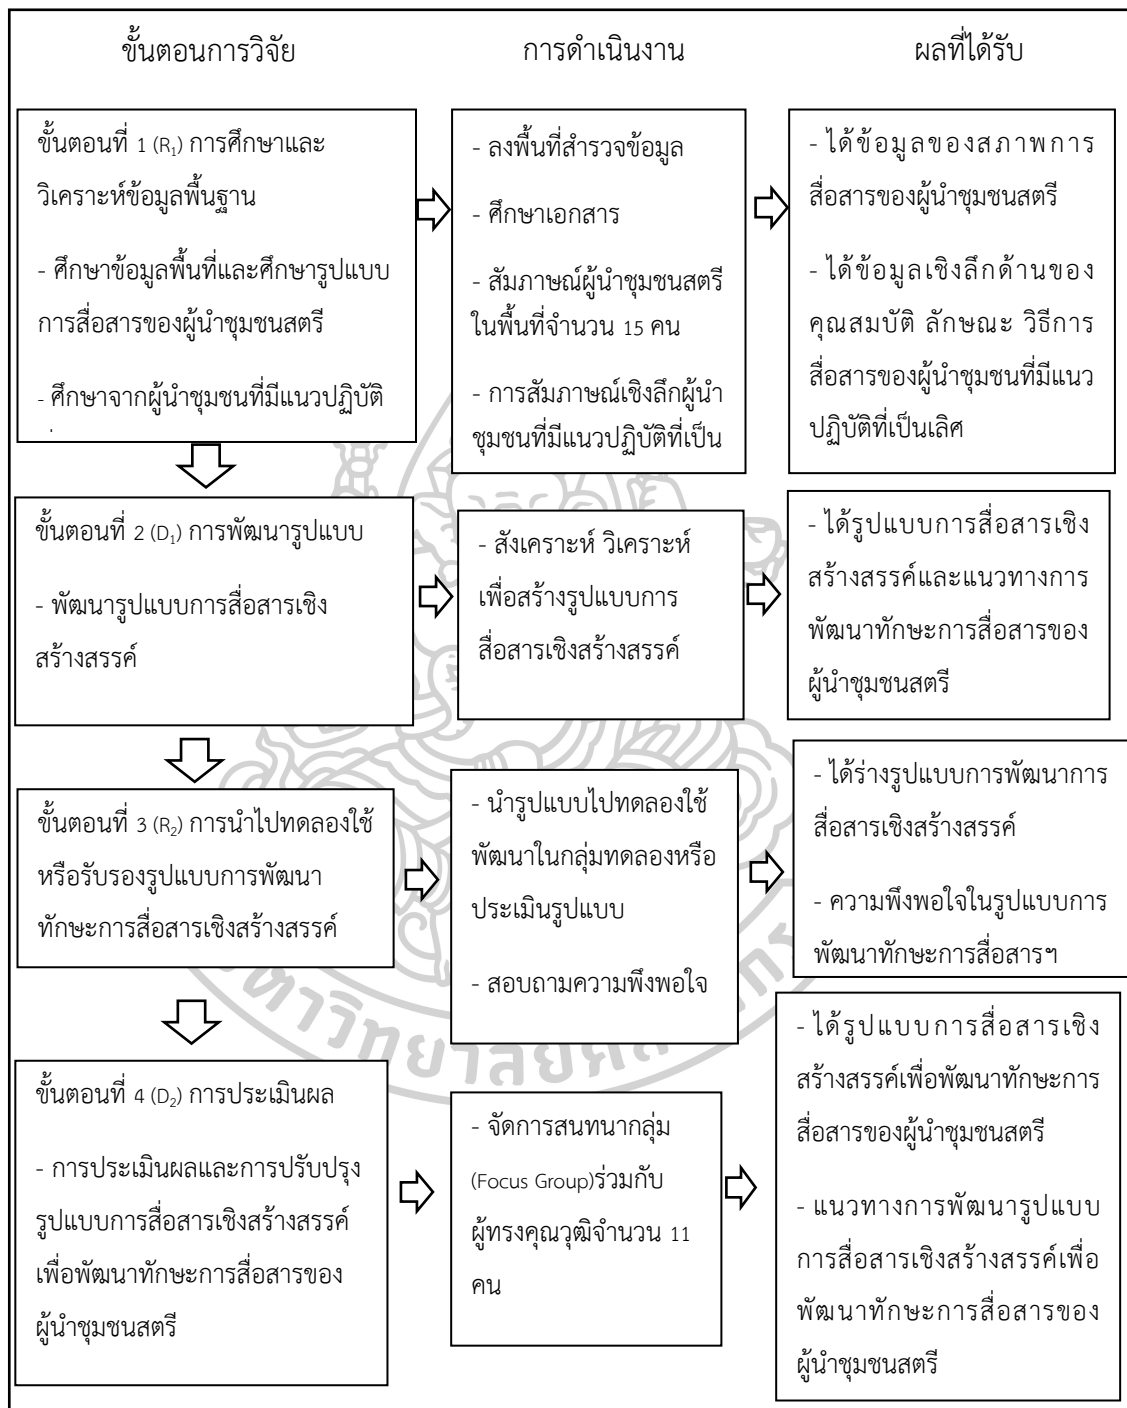 ขั้นตอนการวิจัย
การดำเนินงาน
ผลที่ได้รับ
ขั้นตอนที่ 1 (R₁) การศึกษาและ
วิเคราะห์ข้อมูลพื้นฐาน
- ศึกษาข้อมูลพื้นที่และศึกษารูปแบบ
การสื่อสารของผู้นำชุมชนสตรี
- ศึกษาจากผู้นำชุมชนที่มีแนวปฏิบัติ
- ลงพื้นที่สำรวจข้อมูล
- ศึกษาเอกสาร
- สัมภาษณ์ผู้นำชุมชนสตรี
ในพื้นที่จำนวน 15 คน
- การสัมภาษณ์เชิงลึกผู้นำ
ชุมชนที่มีแนวปฏิบัติที่เป็น
- ได้ข้อมูลของสภาพการ
สื่อสารของผู้นำชุมชนสตรี
- ได้ข้อมูลเชิงลึกด้านของ
คุณสมบัติ ลักษณะ วิธีการ
สื่อสารของผู้นำชุมชนที่มีแนว
ปฏิบัติที่เป็นเลิศ
ขั้นตอนที่ 2 (D₁) การพัฒนารูปแบบ
- พัฒนารูปแบบการสื่อสารเชิง
สร้างสรรค์
- สังเคราะห์ วิเคราะห์
เพื่อสร้างรูปแบบการ
สื่อสารเชิงสร้างสรรค์
- ได้รูปแบบการสื่อสารเชิง
สร้างสรรค์และแนวทางการ
พัฒนาทักษะการสื่อสารของ
ผู้นำชุมชนสตรี
ขั้นตอนที่ 3 (R₂) การนำไปทดลองใช้
หรือรับรองรูปแบบการพัฒนา
ทักษะการสื่อสารเชิงสร้างสรรค์
- นำรูปแบบไปทดลองใช้
พัฒนาในกลุ่มทดลองหรือ
ประเมินรูปแบบ
- สอบถามความพึงพอใจ
- ได้ร่างรูปแบบการพัฒนาการ
สื่อสารเชิงสร้างสรรค์
- ความพึงพอใจในรูปแบบการ
พัฒนาทักษะการสื่อสารฯ
ขั้นตอนที่ 4 (D₂) การประเมินผล
- การประเมินผลและการปรับปรุง
รูปแบบการสื่อสารเชิงสร้างสรรค์
เพื่อพัฒนาทักษะการสื่อสารของ
ผู้นำชุมชนสตรี
- จัดการสนทนากลุ่ม
(Focus Group)ร่วมกับ
ผู้ทรงคุณวุฒิจำนวน 11
คน
- ได้รูปแบบการสื่อสารเชิง
สร้างสรรค์เพื่อพัฒนาทักษะการ
สื่อสารของผู้นำชุมชนสตรี
- แนวทางการพัฒนารูปแบบ
การสื่อสารเชิงสร้างสรรค์เพื่อ
พัฒนาทักษะการสื่อสารของ
ผู้นำชุมชนสตรี